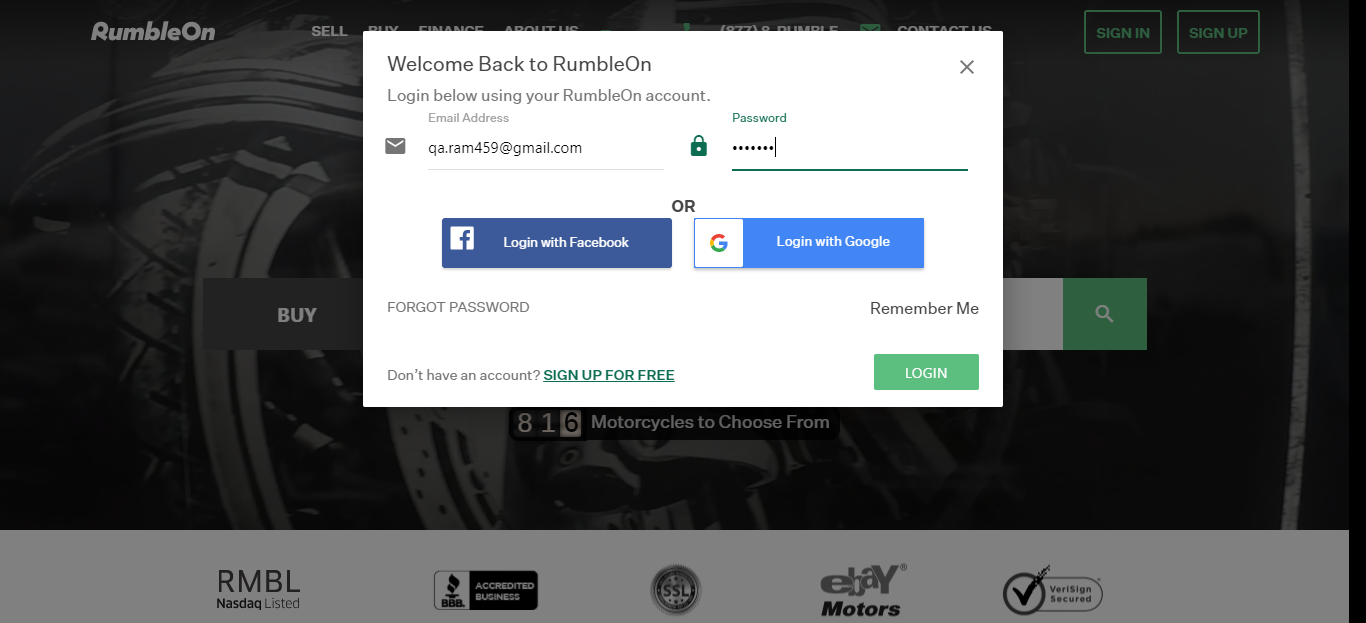 RumbleOn
SELL BUY FINANCE ABOUT US (877) 8-RUMBLE CONTACT US
SIGN IN
SIGN UP
Welcome Back to RumbleOn
Login below using your RumbleOn account.
Email Address
qa.ram459@gmail.com
Password
•••••••
OR
Login with Facebook
Login with Google
FORGOT PASSWORD
Remember Me
Don't have an account? SIGN UP FOR FREE
LOGIN
BUY
816 Motorcycles to Choose From
RMBL
Nasdaq Listed
BBB.
ACCREDITED
BUSINESS
SSL
ebay®
Motors
VeriSign
Secured